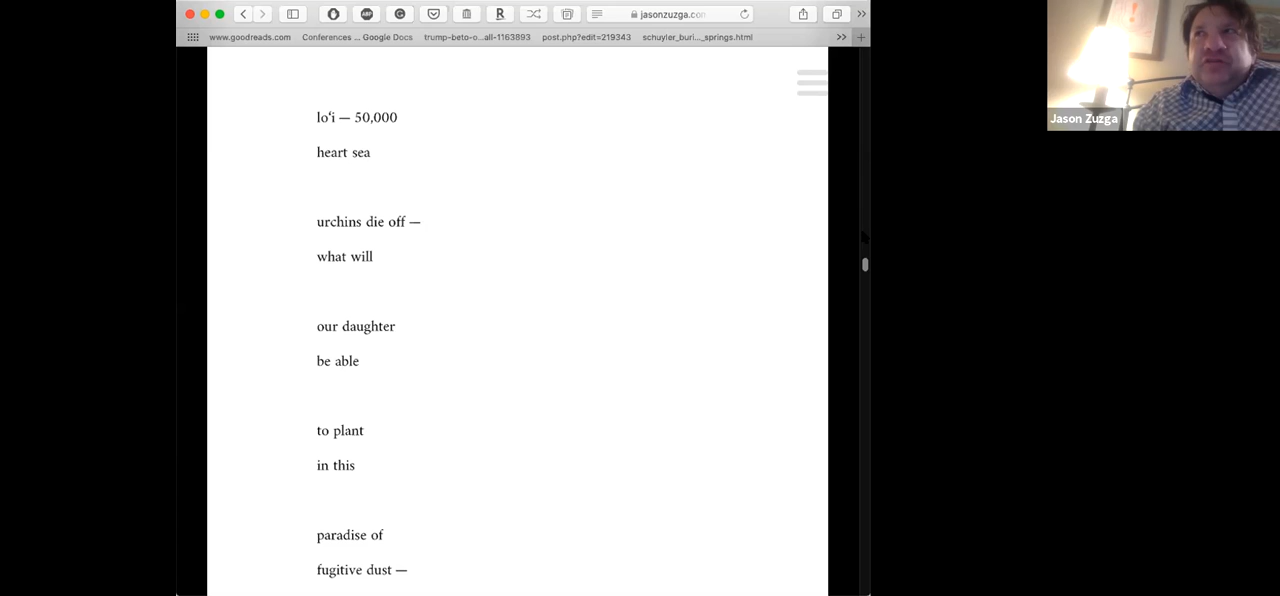 jasonzuzga.con
www.goodreads.com Conferences ... Google Docs trump-beto-o...all-1163893 post.php?edit=219343 schuyler_buri..._springs.html
Jason Zuzga
lo‘i — 50,000
heart sea
urchins die off —
what will
our daughter
be able
to plant
in this
paradise of
fugitive dust —